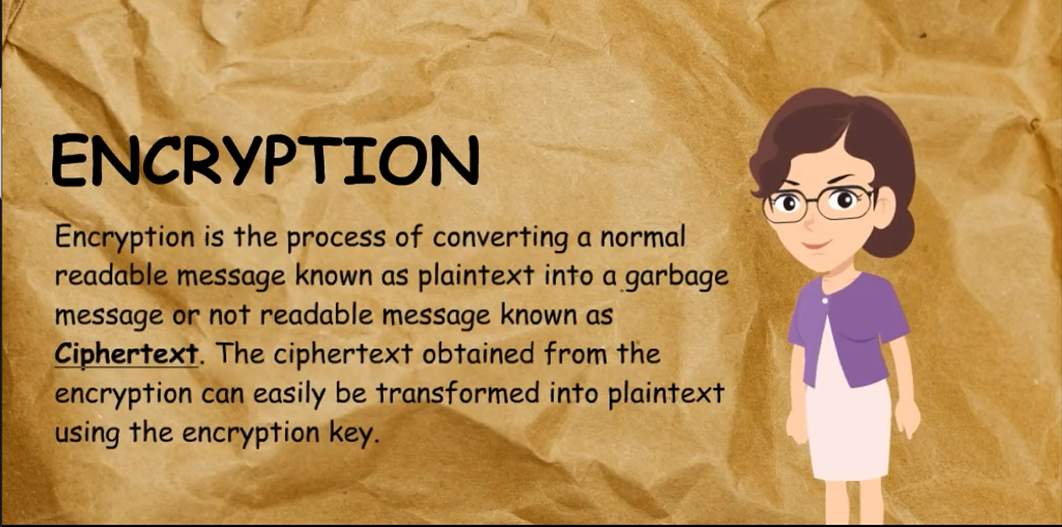 ENCRYPTION
Encryption is the process of converting a normal
readable message known as plaintext into a garbage
message or not readable message known as
Ciphertext. The ciphertext obtained from the
encryption can easily be transformed into plaintext
using the encryption key.